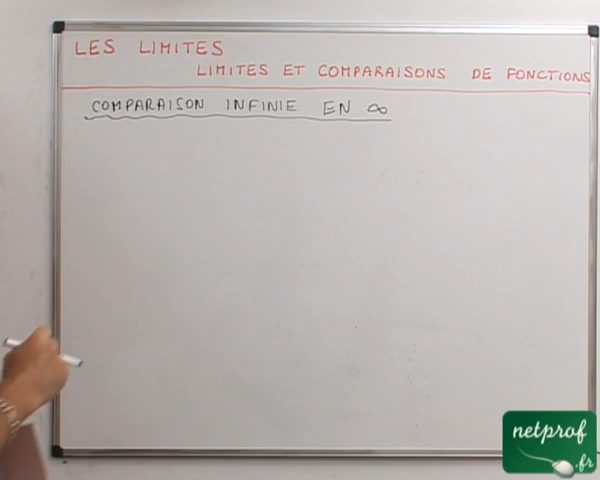 LES LIMITES
LIMITES ET COMPARAISONS DE FONCTIONS
COMPARAISON INFINIE EN ∞
netprof
.fr